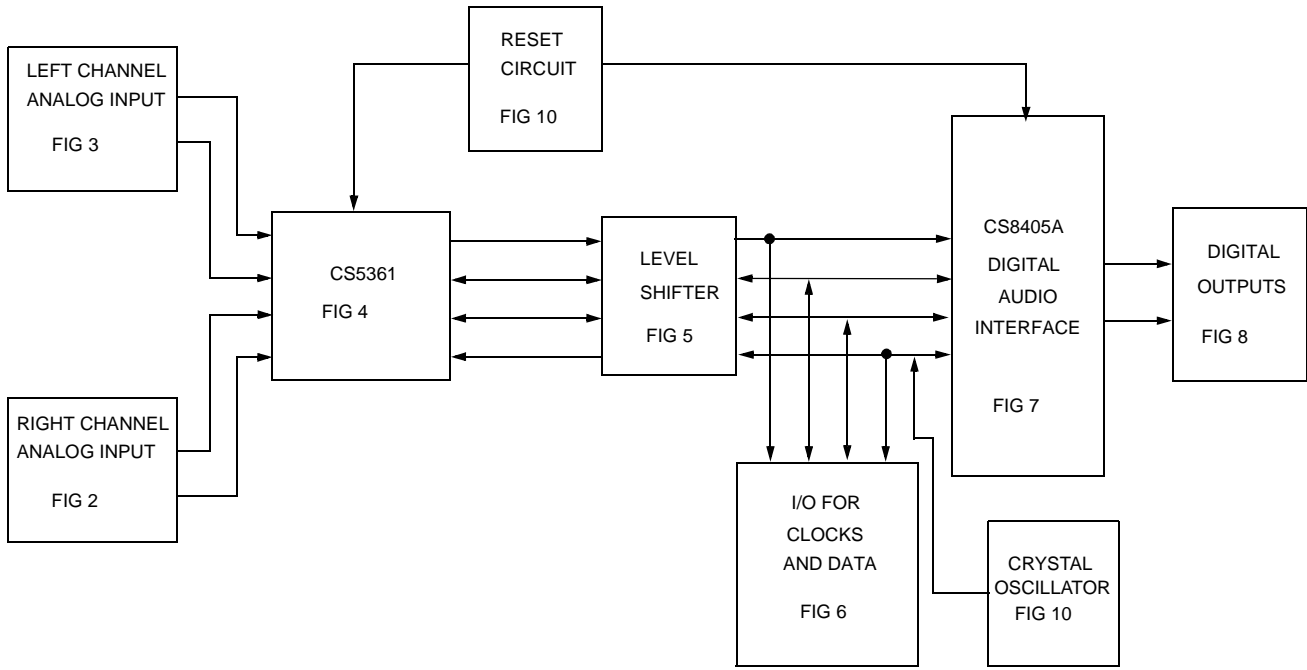 RESET
CIRCUIT
FIG 10
LEFT CHANNEL
ANALOG INPUT
FIG 3
CS5361
FIG 4
LEVEL
SHIFTER
FIG 5
CS8405A
DIGITAL
AUDIO
INTERFACE
FIG 7
DIGITAL
OUTPUTS
FIG 8
RIGHT CHANNEL
ANALOG INPUT
FIG 2
I/O FOR
CLOCKS
AND DATA
FIG 6
CRYSTAL
OSCILLATOR
FIG 10